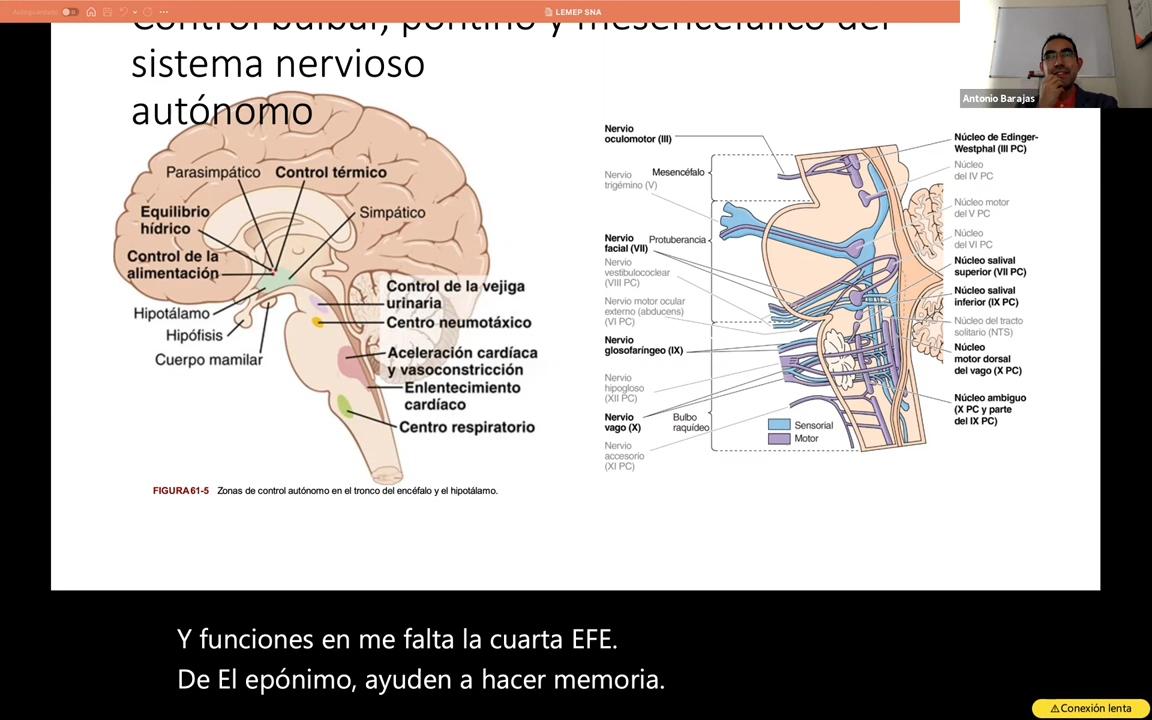 Autoguardado
LEMEP SNA
Control bulbar, pontino y mesencefálico del
sistema nervioso
autónomo
Antonio Barajas
Parasimpático
Control térmico
Equilibrio
hídrico
Simpático
Control de la
alimentación
Hipotálamo
Hipófisis
Cuerpo mamilar
Control de la vejiga
urinaria
Centro neumotáxico
Aceleración cardíaca
y vasoconstricción
Enlentecimiento
cardíaco
Centro respiratorio
FIGURA 61-5 Zonas de control autónomo en el tronco del encéfalo y el hipotálamo.
Nervio
oculomotor (III)
Mesencéfalo
Nervio
trigémino (V)
Nervio
facial (VII)
Protuberancia
Nervio
vestibulococlear
(VIII PC)
Nervio motor ocular
externo (abducens)
(VI PC)
Nervio
glosofaríngeo (IX)
Nervio
hipogloso
(XII PC)
Nervio
vago (X)
Bulbo
raquídeo
Nervio
accesorio
(XI PC)
Sensorial
Motor
Núcleo de Edinger-
Westphal (III PC)
Núcleo
del IV PC
Núcleo motor
del V PC
Núcleo
del VI PC
Núcleo salival
superior (VII PC)
Núcleo salival
inferior (IX PC)
Núcleo del tracto
solitario (NTS)
Núcleo
motor dorsal
del vago (X PC)
Núcleo ambiguo
(X PC y parte
del IX PC)
Y funciones en me falta la cuarta EFE.
De El epónimo, ayuden a hacer memoria.
Conexión lenta